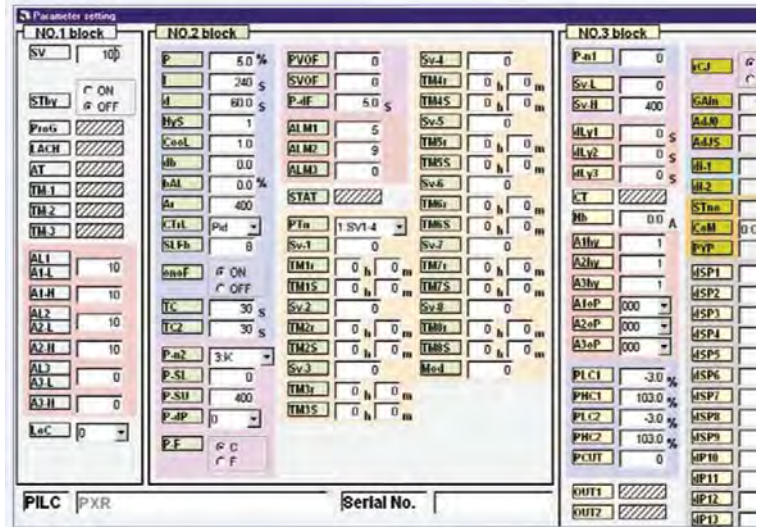 Parameter setting
NO.1 block
SV 100
STby ON
OFF
ProG
LACH
AT
TM-1
TM-2
TM-3
AL1
A1-L 10
A1-H 10
AL2
A2-L 10
A2-H 10
AL3
A3-L 0
A3-H 0
LoC 0
NO.2 block
P 5.0 %
I 240 S
d 60.0 S
HyS 1
CooL 1.0
db 0.0
bAL 0.0 %
Ar 400
CTrL Pid
SLFb 8
onoF ON
OFF
TC 30 S
TC2 30 S
P-n2 3:K
P-SL 0
P-SU 400
P-dP 0
P-F C
F
PVOF 0
SVOF 0
P-dF 5.0 S
ALM1 5
ALM2 9
ALM3 0
STAT
PTn 1:SV1-4
Sv-1 0
TM1r 0 h 0 m
TM1S 0 h 0 m
Sv-2 0
TM2r 0 h 0 m
TM2S 0 h 0 m
Sv-3 0
TM3r 0 h 0 m
TM3S 0 h 0 m
Sv-4 0
TM4r 0 h 0 m
TM4S 0 h 0 m
Sv-5 0
TM5r 0 h 0 m
TM5S 0 h 0 m
Sv-6 0
TM6r 0 h 0 m
TM6S 0 h 0 m
Sv-7 0
TM7r 0 h 0 m
TM7S 0 h 0 m
Sv-8 0
TM8r 0 h 0 m
TM8S 0 h 0 m
Mod 0
NO.3 block
P-n1 0
Sv-L 0
Sv-H 400
dLy1 0 S
dLy2 0 S
dLy3 0 S
CT
Hb 0.0 A
A1hy 1
A2hy 1
A3hy 1
A1oP 000
A2oP 000
A3oP 000
PLC1 -3.0 %
PHC1 103.0 %
PLC2 -3.0 %
PHC2 103.0 %
PCUT 0
OUT1
OUT2
rCJ
GAin
AdJ0
AdJS
di-1
di-2
STno
CoM
PYP
dSP1
dSP2
dSP3
dSP4
dSP5
dSP6
dSP7
dSP8
dSP9
dP10
dP11
dP12
dP13
PILC PXR Serial No.